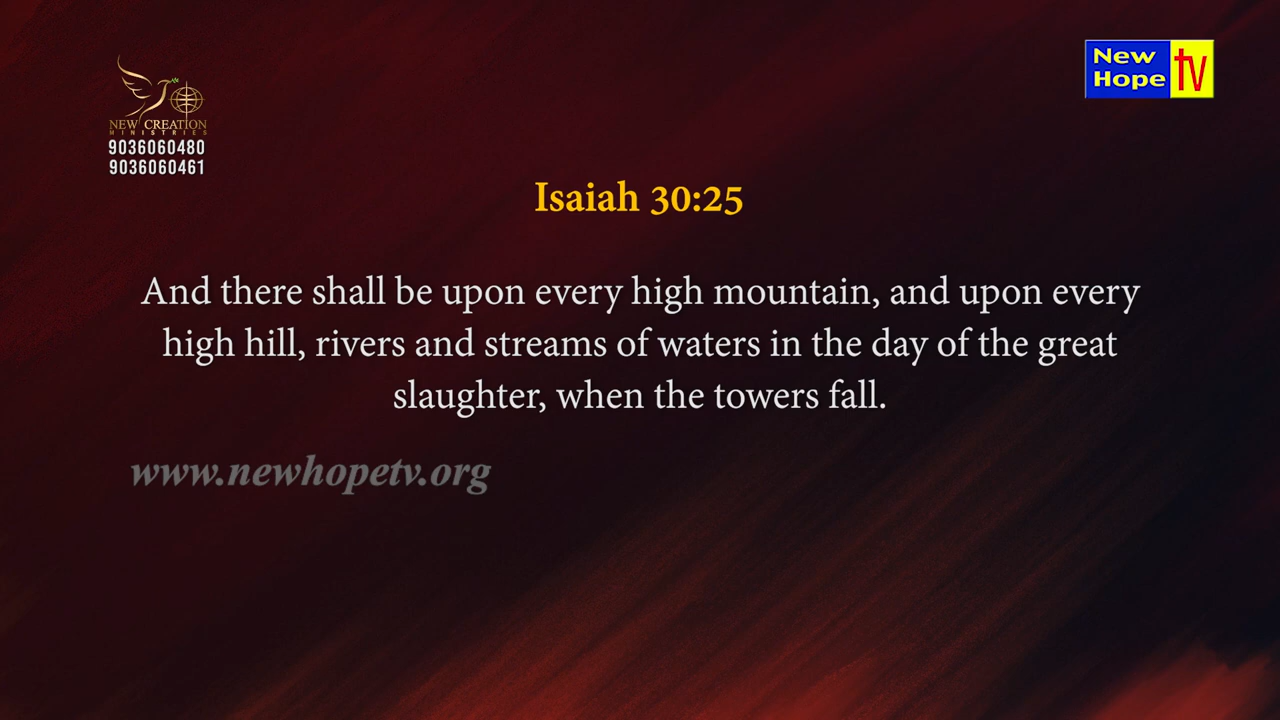 NEW CREATION
MINISTRIES
9036060480
9036060461
New
Hope
tv
Isaiah 30:25
And there shall be upon every high mountain, and upon every
high hill, rivers and streams of waters in the day of the great
slaughter, when the towers fall.
www.newhopetv.org